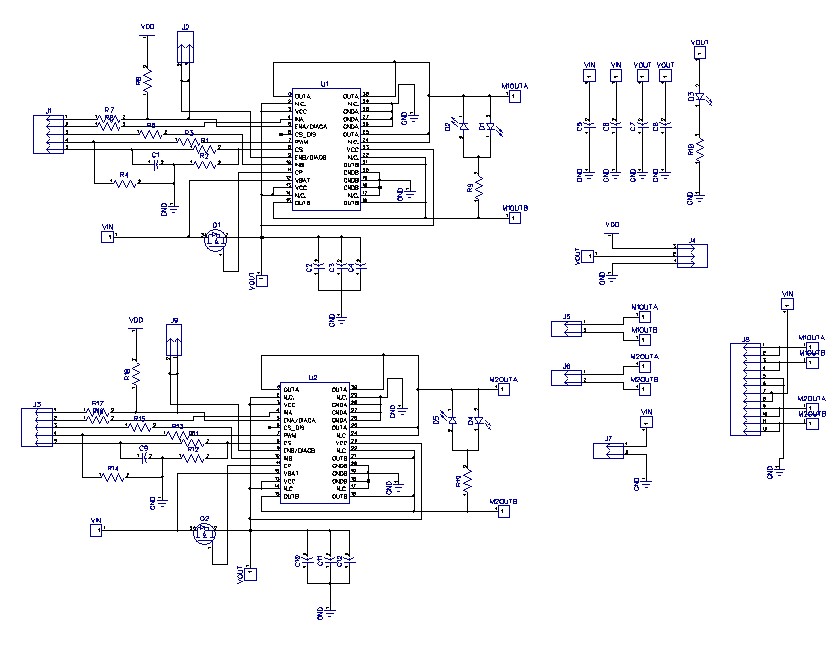 VDD
J2
R8
U1
J1
R7
R6
R3
R1
R2
C1
R4
GND
OUTA
N.C.
VCC
INA
ENA/DIAGA
CS_DIS
PWM
CS
ENB/DIAGB
INB
CP
VBAT
VCC
N.C.
OUTB
OUTA
N.C.
GNDA
GNDA
GNDA
OUTA
N.C.
VCC
N.C.
OUTB
GNDB
GNDB
GNDB
N.C.
OUTB
GND
GND
M1OUTA
D2
D1
R9
M1OUTB
VIN
VOUT
C2
C3
C4
GND
VIN
VIN
VOUT
VOUT
VOUT
D3
C5
C6
C7
C8
R10
GND
GND
GND
GND
GND
VDD
J4
VOUT
GND
VDD
J9
R18
U2
J3
R17
R15
R13
R12
C9
R14
GND
OUTA
N.C.
VCC
INA
ENA/DIAGA
CS_DIS
PWM
CS
ENB/DIAGB
INB
CP
VBAT
VCC
N.C.
OUTB
OUTA
N.C.
GNDA
GNDA
GNDA
OUTA
N.C.
VCC
N.C.
OUTB
GNDB
GNDB
GNDB
N.C.
OUTB
GND
GND
M2OUTA
D5
D4
M2OUTB
VIN
VOUT
C10
C11
C12
GND
J5
M1OUTA
M1OUTB
J6
M2OUTA
M2OUTB
VIN
J7
GND
VIN
J8
M1OUTA
M1OUTB
M2OUTA
M2OUTB
GND